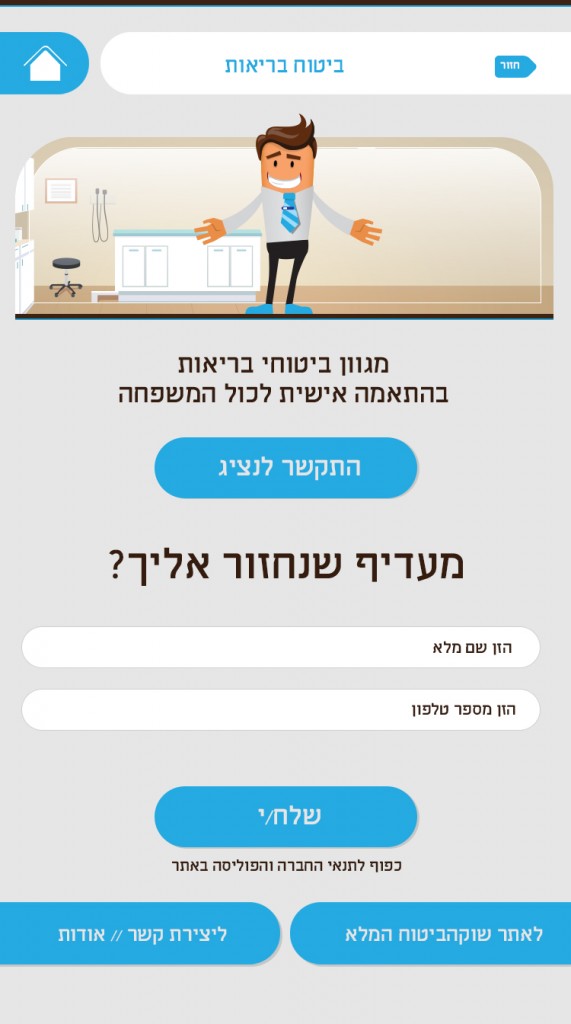 חזור
ביטוח בריאות
מגוון ביטוחי בריאות
בהתאמה אישית לכול המשפחה
התקשר לנציג
מעדיף שנחזור אליך?
הזן שם מלא
הזן מספר טלפון
שלח/י
כפוף לתנאי החברה והפוליסה באתר
לאתר שוקהביטוח המלא
ליצירת קשר // אודות